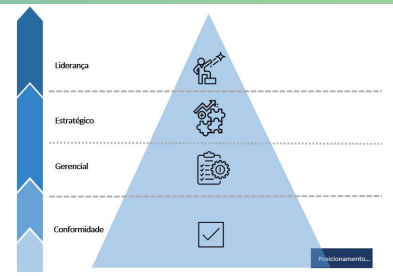 Liderança
Estratégico
Gerencial
Conformidade
Posicionamento...